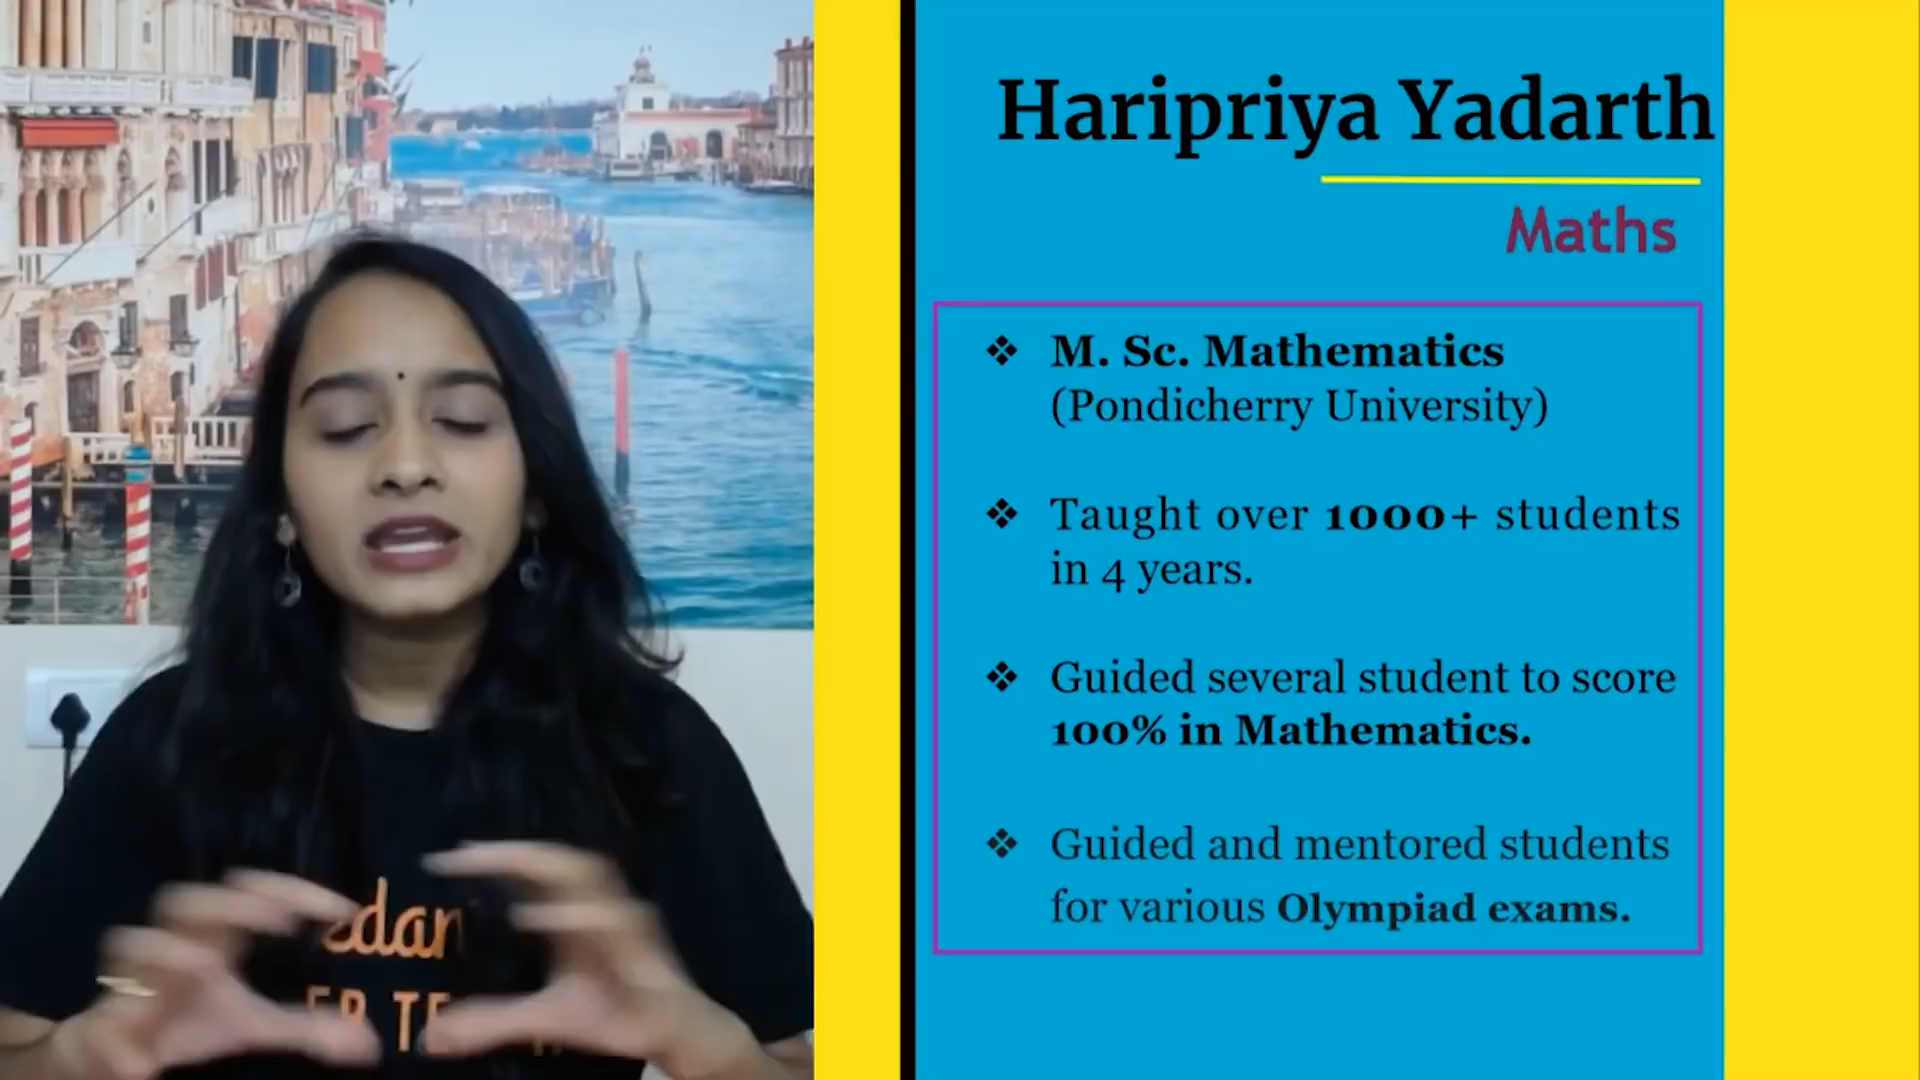 Haripriya Yadarth
Maths
❖ M. Sc. Mathematics
(Pondicherry University)
❖ Taught over 1000+ students
in 4 years.
❖ Guided several student to score
100% in Mathematics.
❖ Guided and mentored students
for various Olympiad exams.